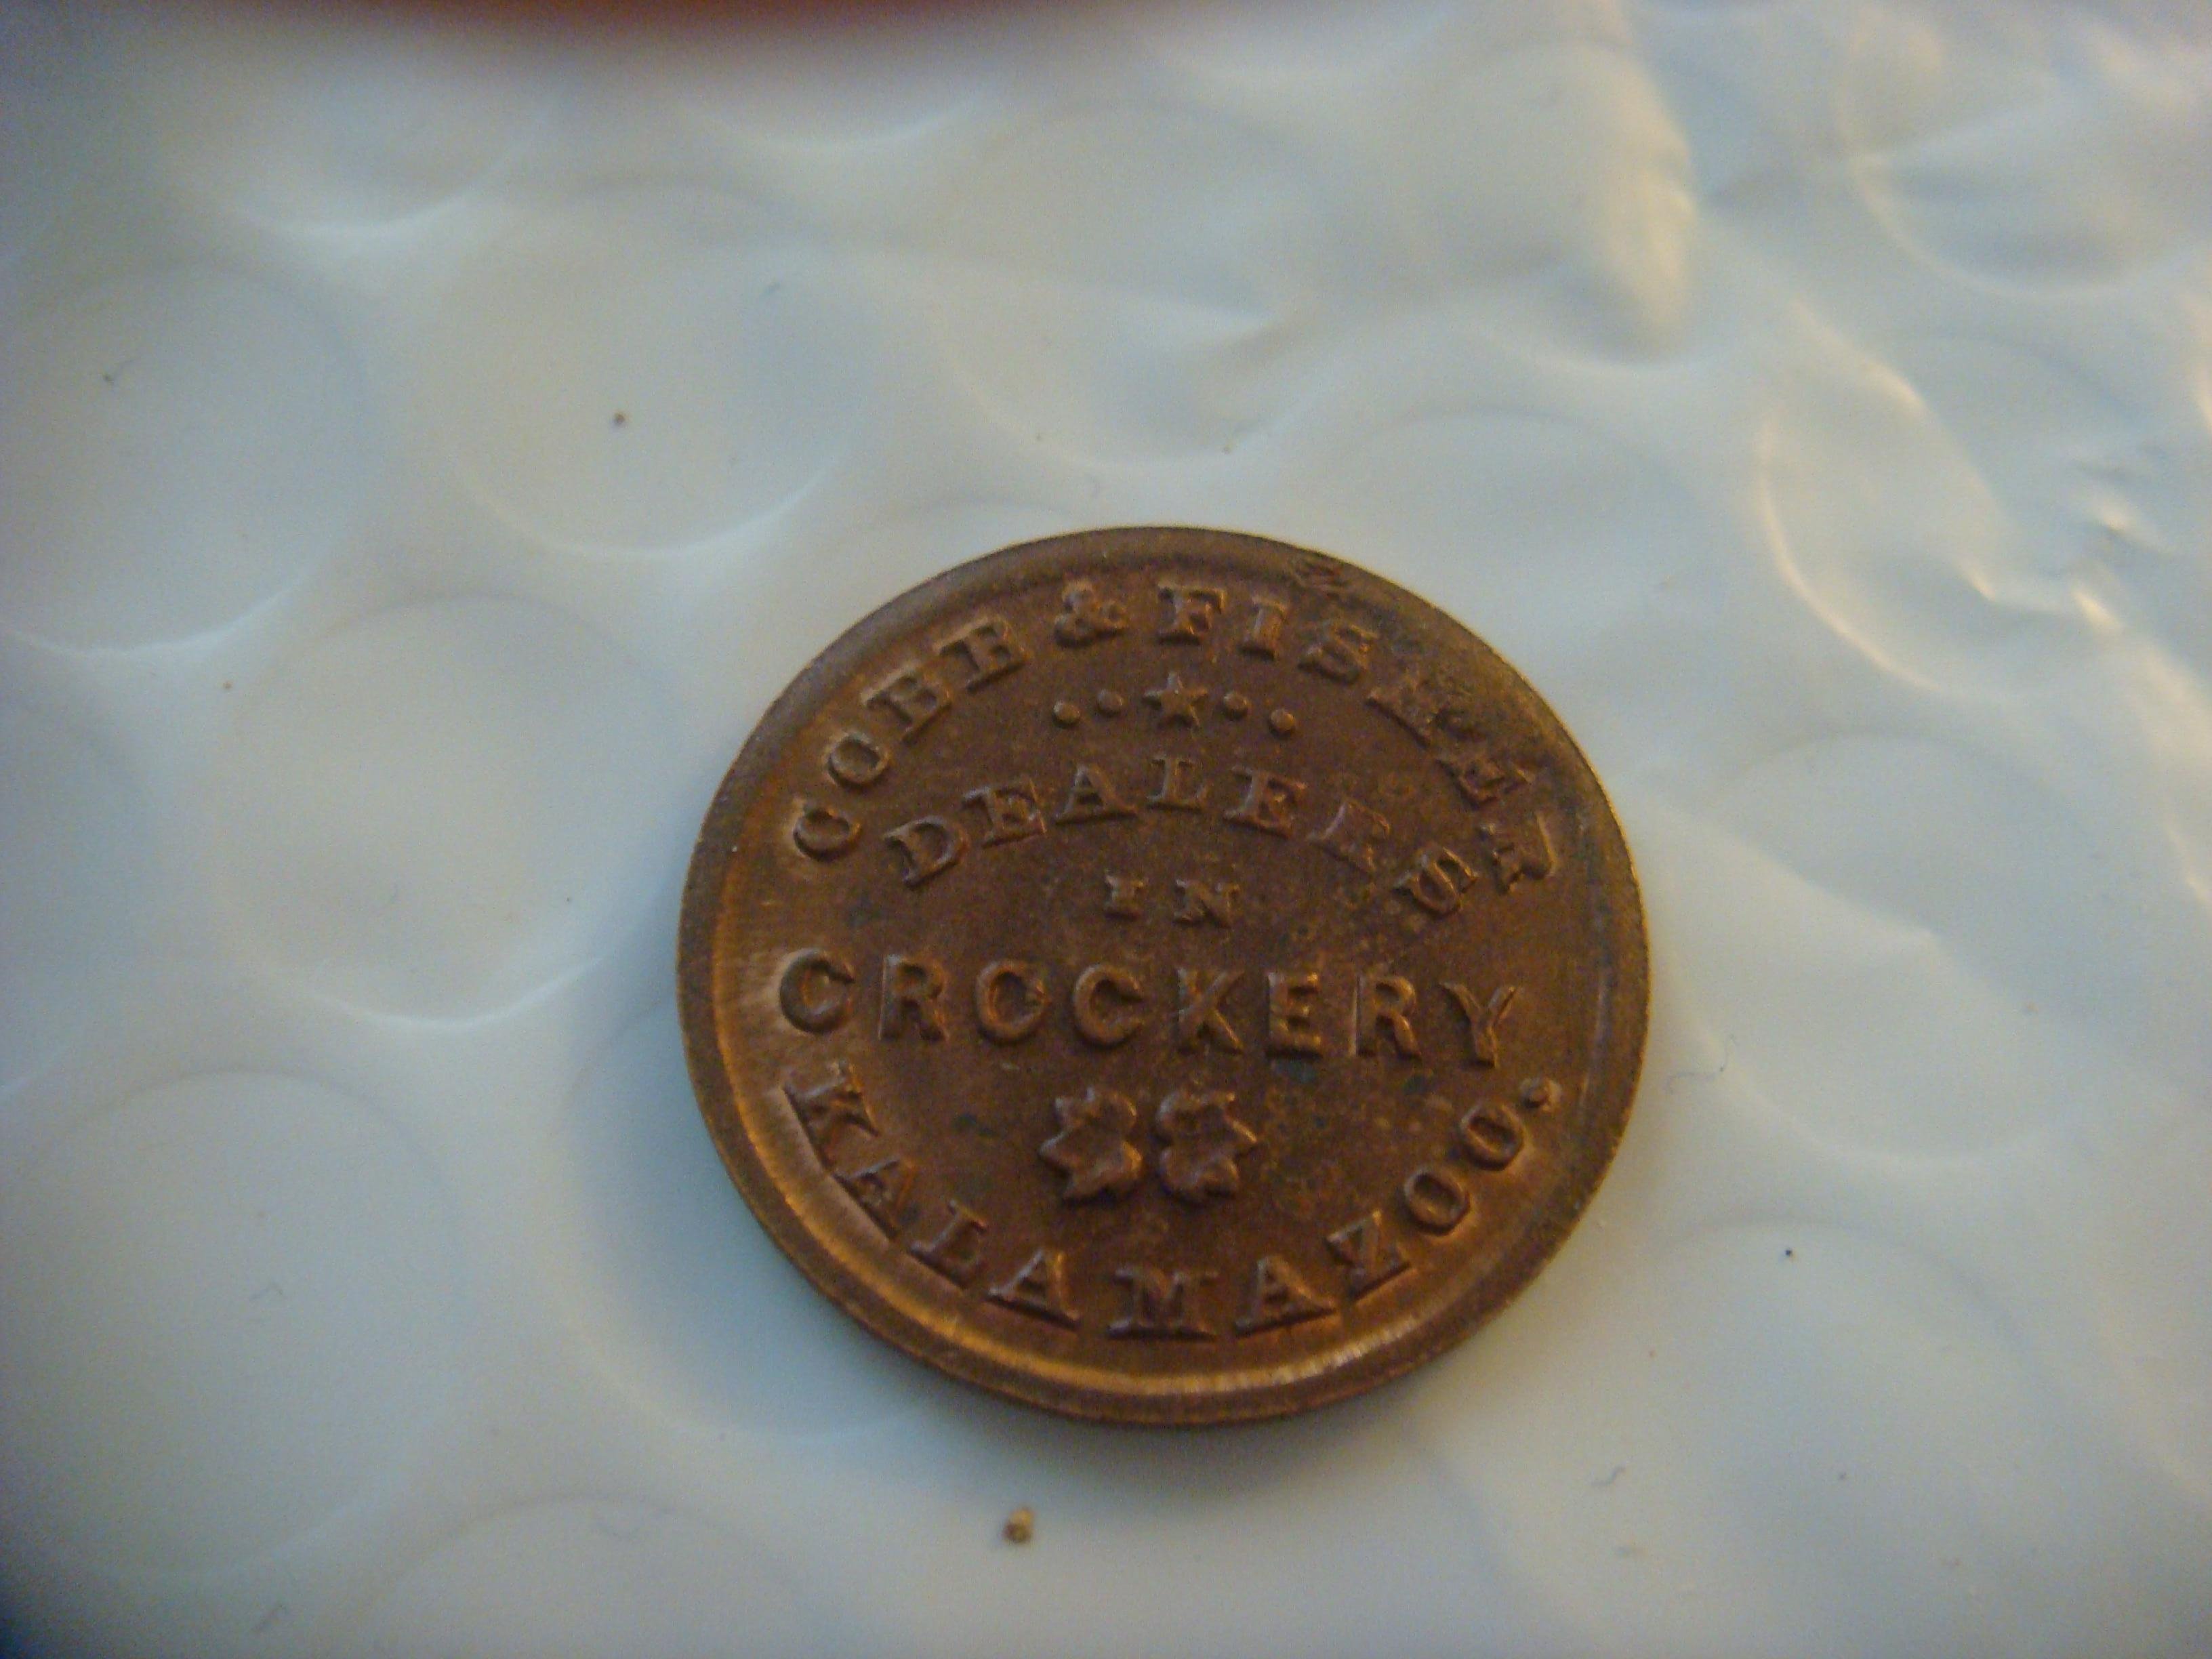 COBB & FISHER
DEALERS
IN
CROCKERY
KALAMAZOO.